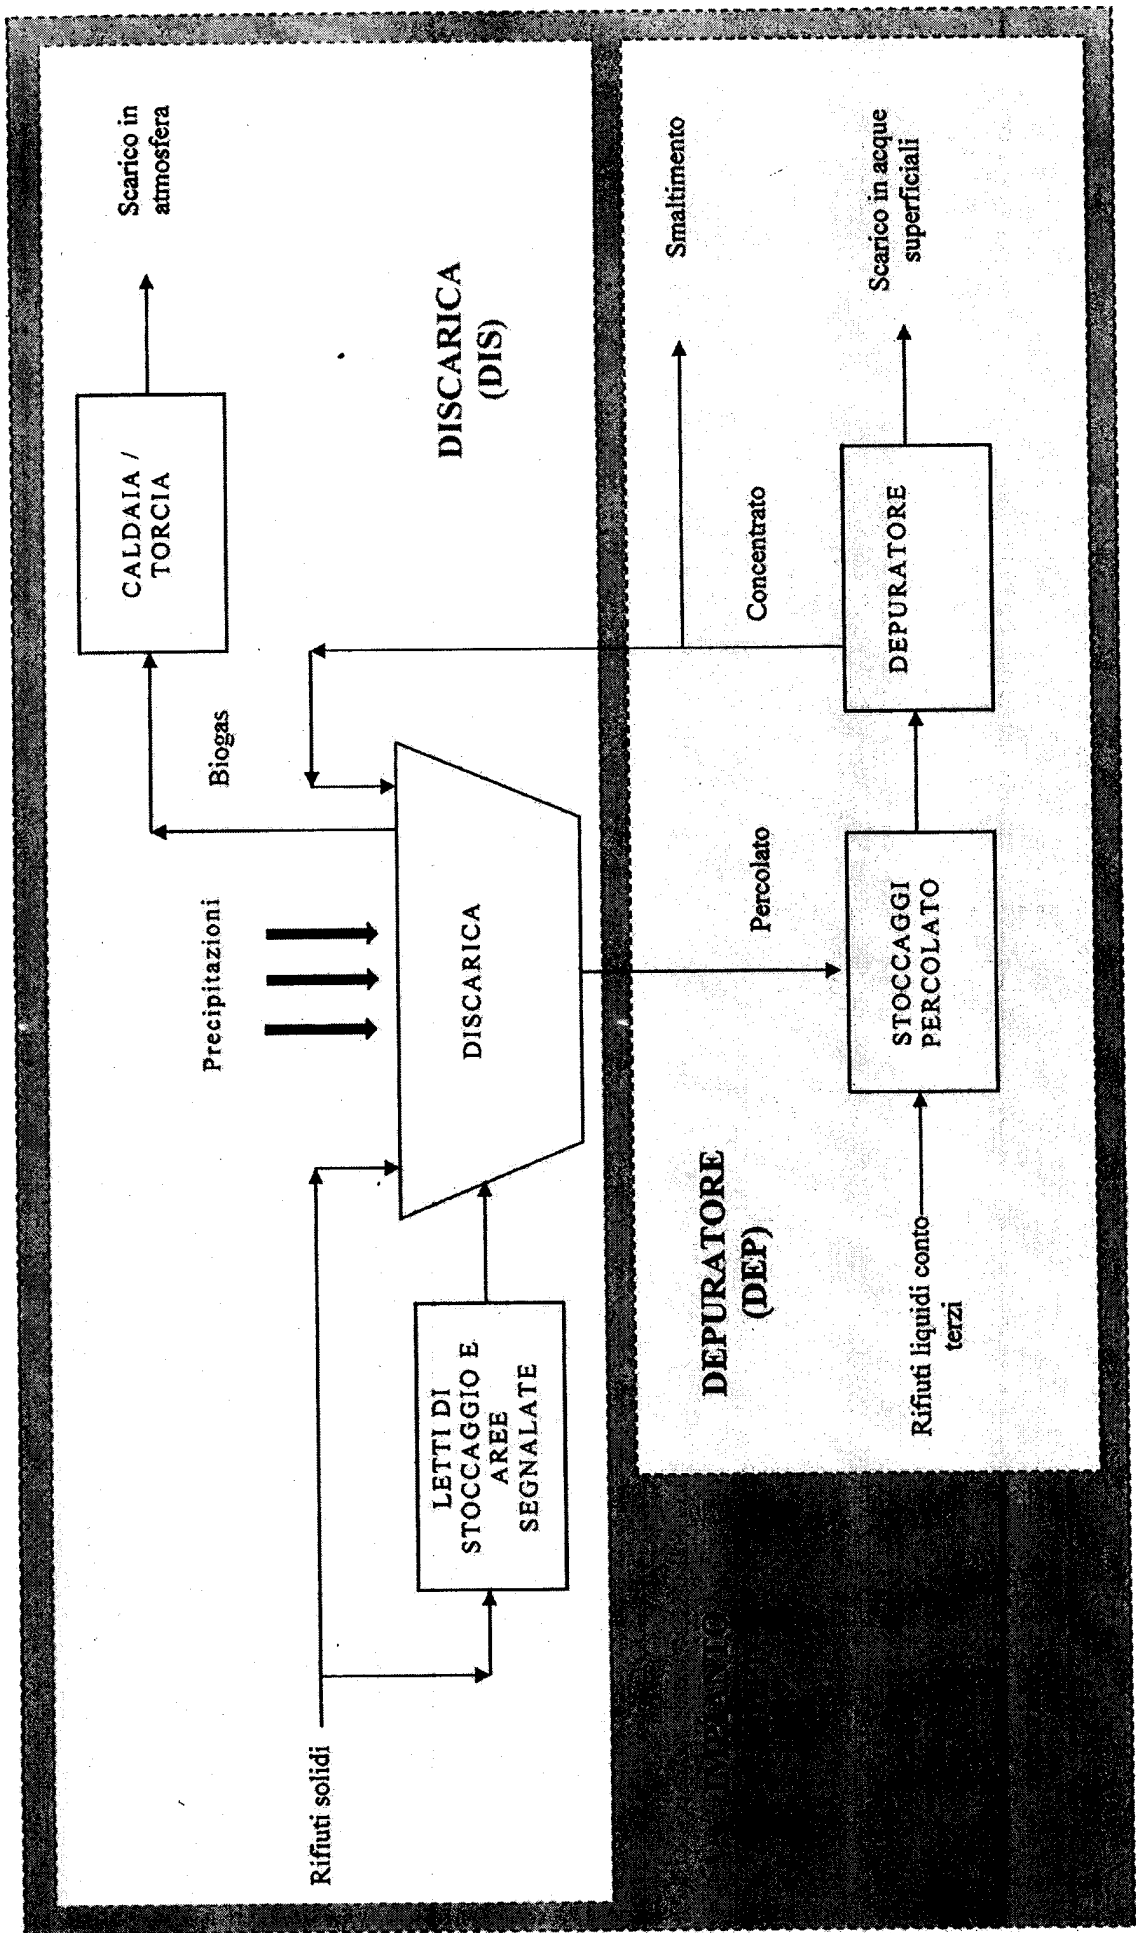 Scarico in
atmosfera
CALDAIA /
TORCIA
Biogas
Precipitazioni
DISCARICA
(DIS)
DISCARICA
Rifiuti solidi
LETTI DI
STOCCAGGIO E
AREE
SEGNALATE
Smaltimento
Concentrato
Percolato
DEPURATORE
(DEP)
Scarico in acque
superficiali
DEPURATORE
STOCCAGGI
PERCOLATO
Rifiuti liquidi conto
terzi
IMPIANTO